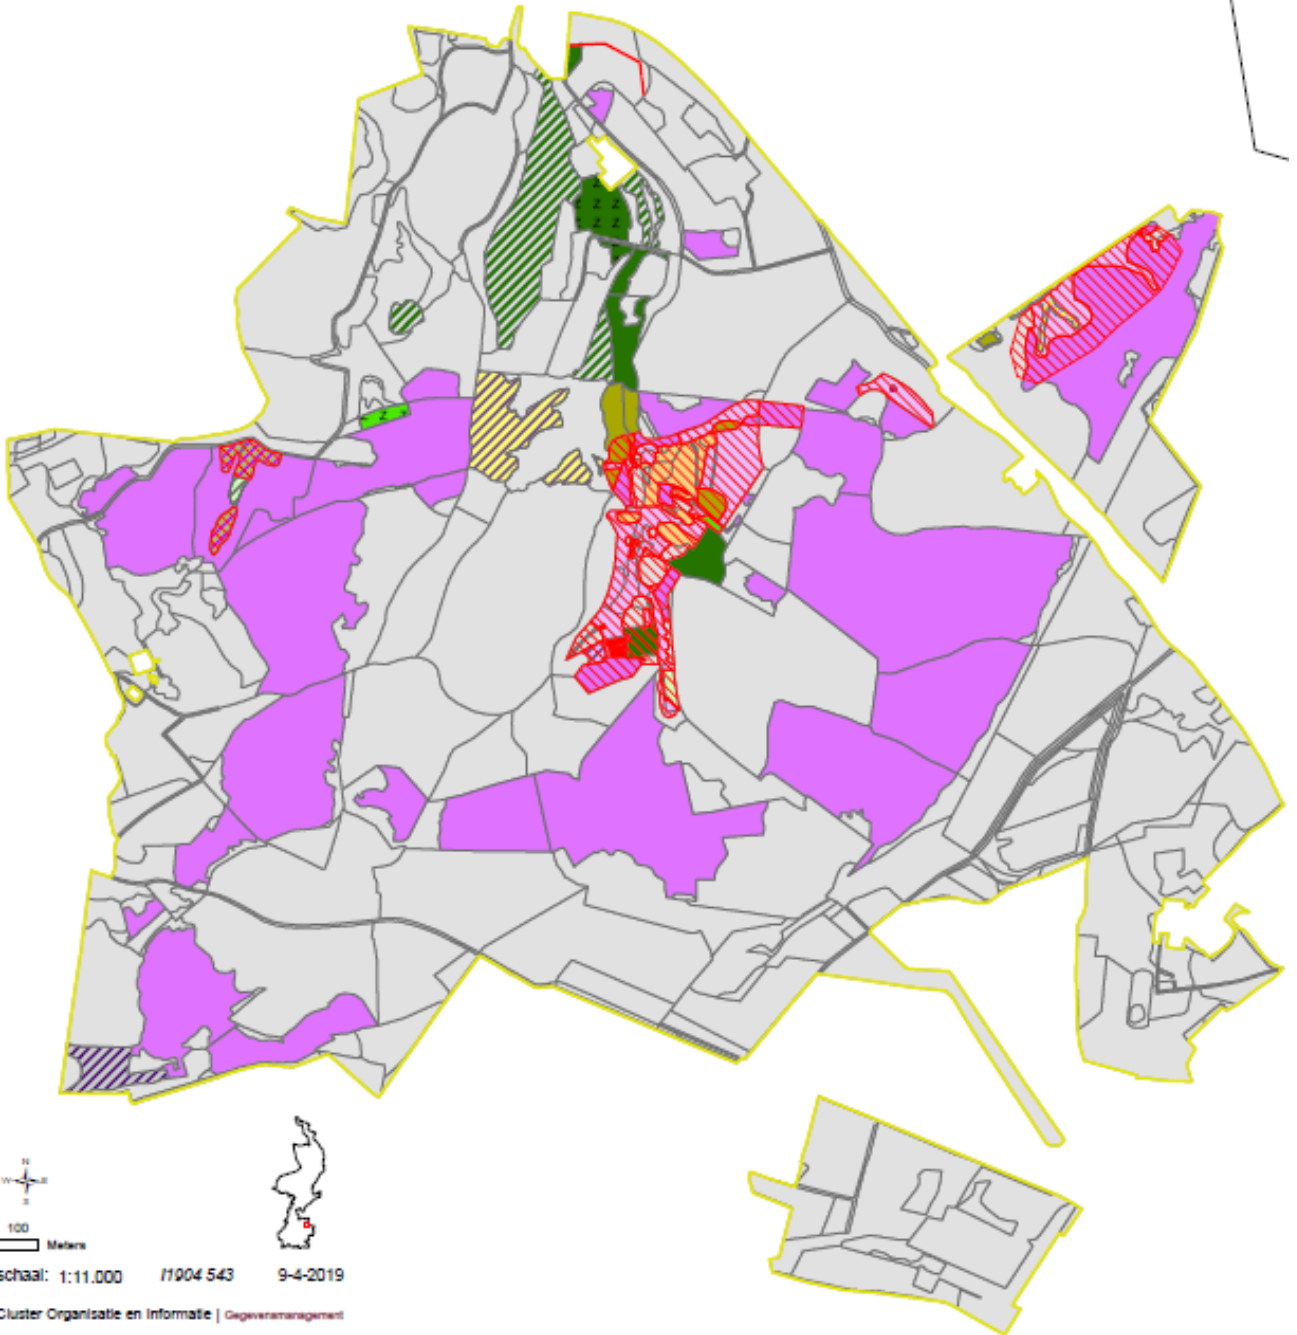 N
W
S
100
Meters
schaal: 1:11.000 I1904 543 9-4-2019
Cluster Organisatie en Informatie | Gegevensmanagement
Z
Z Z
Z Z
Z